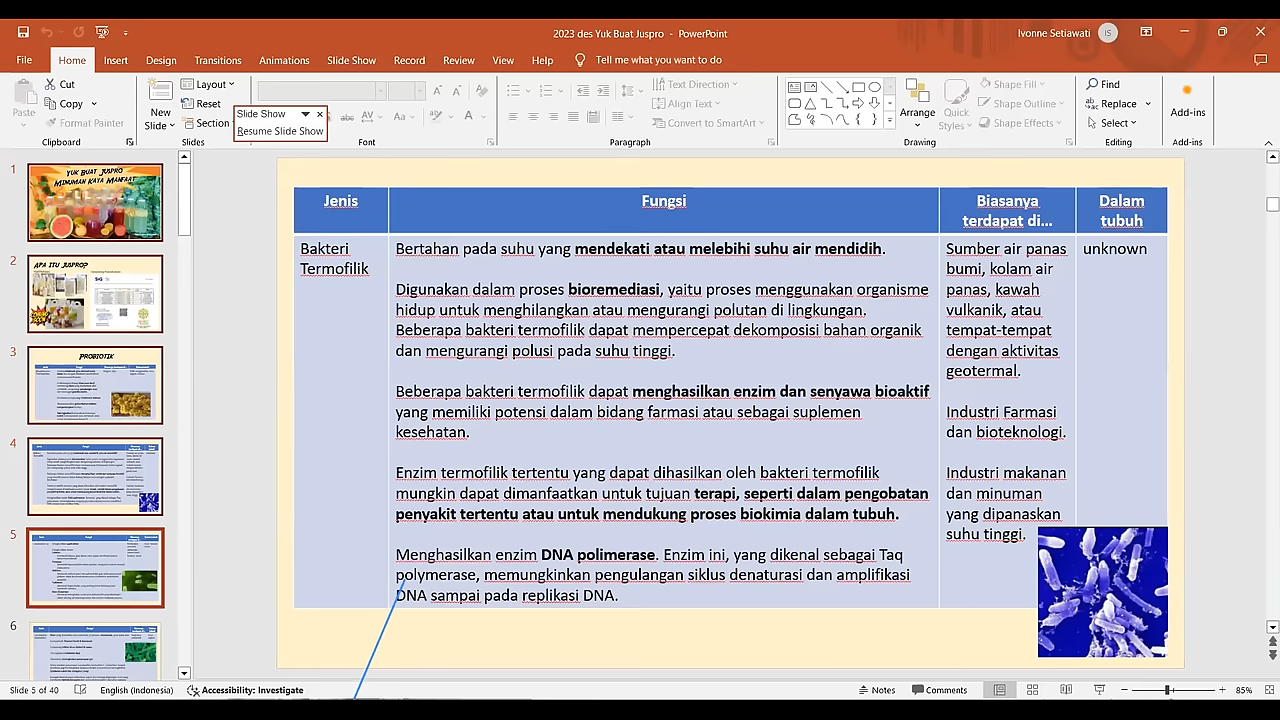 2023 des Yuk Buat Juspro - PowerPoint
Ivonne Setiawati
IS
File Home Insert Design Transitions Animations Slide Show Record Review View Help Tell me what you want to do
Paste
Cut
Copy
Format Painter
Clipboard
New Slide
Layout
Reset
Section
Slides
Slide Show
Resume Slide Show
Font
Text Direction
Align Text
Convert to SmartArt
Paragraph
Arrange
Quick Styles
Shape Fill
Shape Outline
Shape Effects
Drawing
Find
Replace
Select
Editing
Add-ins
Add-ins
1
YUK BUAT JUSPRO
MINUMAN KAYA MANFAAT
2
APA ITU JUSPRO?
3
PROBIOTIK
4
5
6
Jenis
Fungsi
Biasanya
terdapat di...
Dalam
tubuh
Bakteri
Termofilik
Bertahan pada suhu yang mendekati atau melebihi suhu air mendidih.
Digunakan dalam proses bioremediasi, yaitu proses menggunakan organisme
hidup untuk menghilangkan atau mengurangi polutan di lingkungan.
Beberapa bakteri termofilik dapat mempercepat dekomposisi bahan organik
dan mengurangi polusi pada suhu tinggi.
Beberapa bakteri termofilik dapat menghasilkan enzim dan senyawa bioaktif
yang memiliki potensi dalam bidang farmasi atau sebagai suplemen
kesehatan.
Enzim termofilik tertentu yang dapat dihasilkan oleh bakteri termofilik
mungkin dapat dimanfaatkan untuk tujuan terapi, seperti dalam pengobatan
penyakit tertentu atau untuk mendukung proses biokimia dalam tubuh.
Menghasilkan enzim DNA polimerase. Enzim ini, yang dikenal sebagai Taq
polymerase, memungkinkan pengulangan siklus denaturasi dan amplifikasi
DNA sampai pada replikasi DNA.
Sumber air panas
bumi, kolam air
panas, kawah
vulkanik, atau
tempat-tempat
dengan aktivitas
geotermal.
Industri Farmasi
dan bioteknologi.
Industri makanan
dan minuman
yang dipanaskan
suhu tinggi.
unknown
Slide 5 of 40 English (Indonesia) Accessibility: Investigate Notes Comments 85%